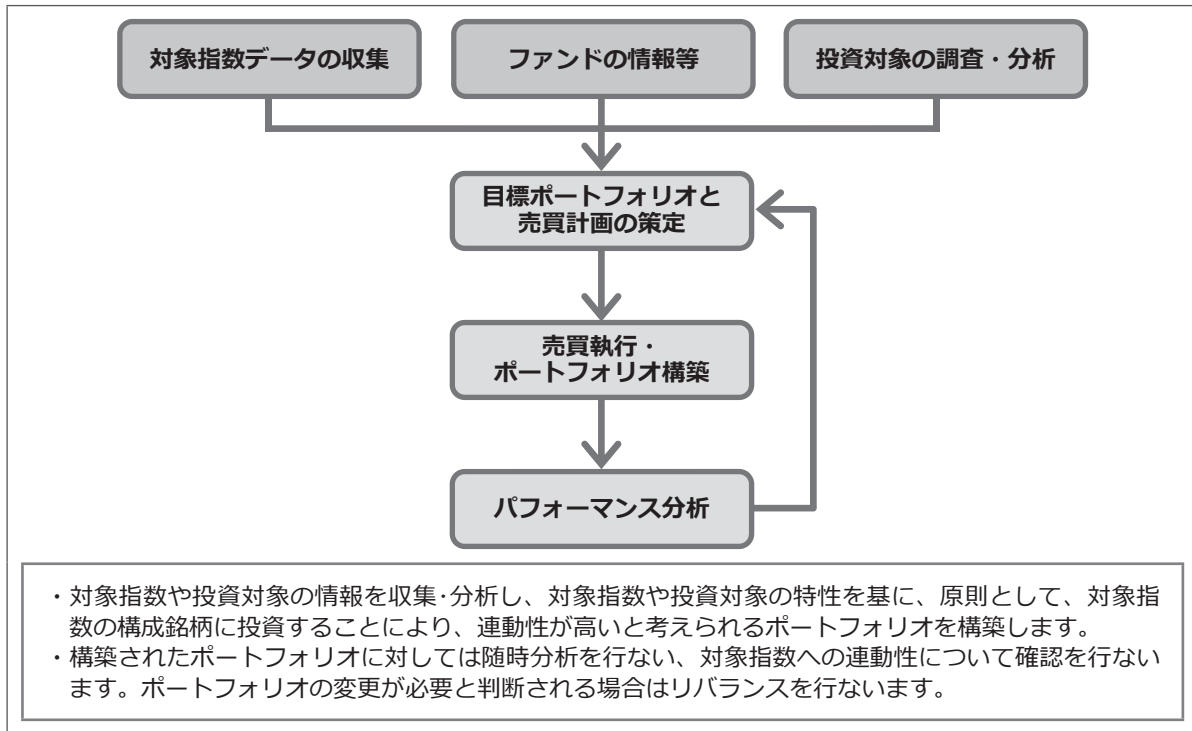 対象指数データの収集
ファンドの情報等
投資対象の調査・分析
目標ポートフォリオと
売買計画の策定
売買執行・
ポートフォリオ構築
パフォーマンス分析
・対象指数や投資対象の情報を収集・分析し、対象指数や投資対象の特性を基に、原則として、対象指
数の構成銘柄に投資することにより、連動性が高いと考えられるポートフォリオを構築します。
・構築されたポートフォリオに対しては随時分析を行ない、対象指数への連動性について確認を行ない
ます。ポートフォリオの変更が必要と判断される場合はリバランスを行ないます。